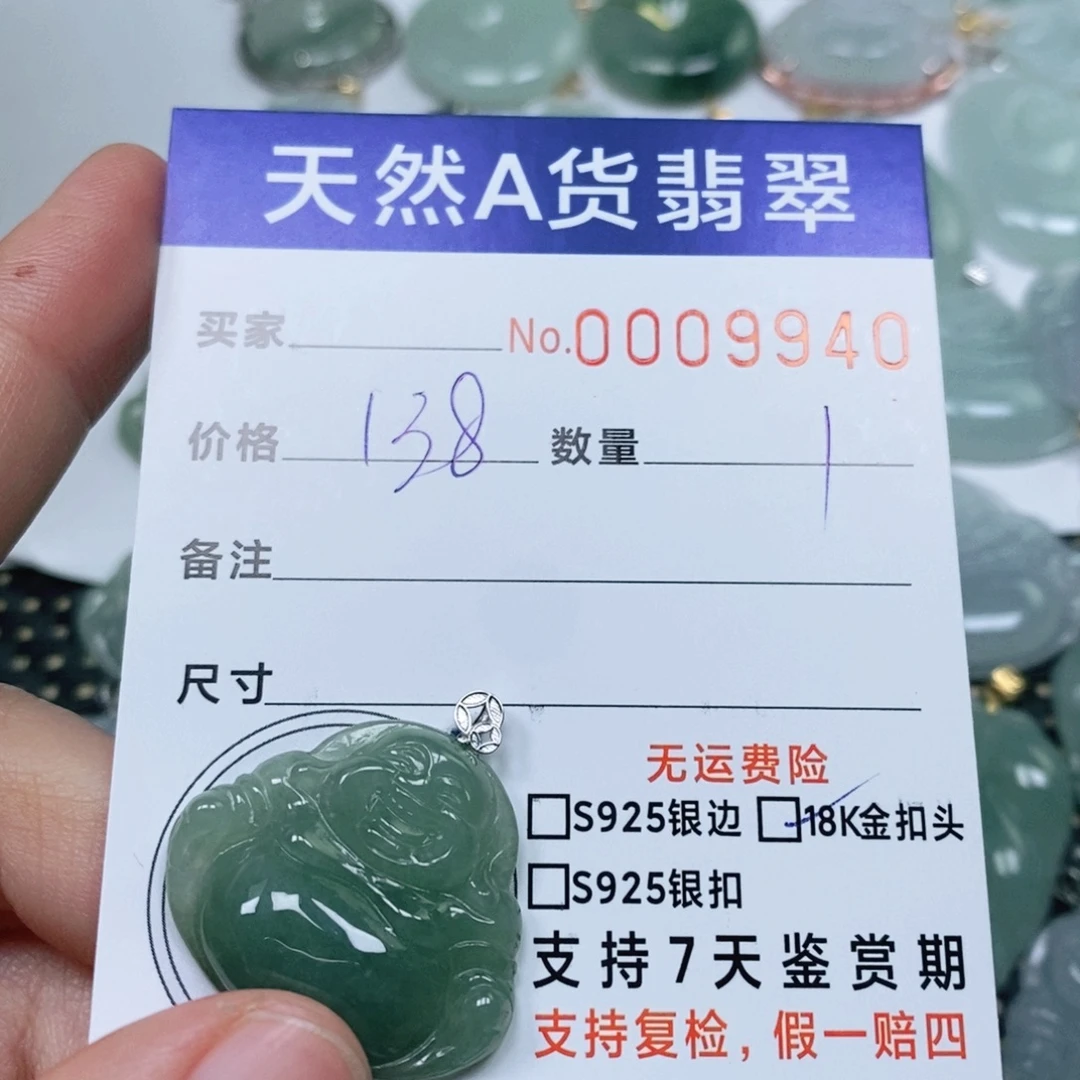 天然A货翡翠
买家 No.0009940
价格 138 数量 1
备注
尺寸
无运费险
S925银边 18K金扣头
S925银扣
支持7天鉴赏期
支持复检，假一赔四